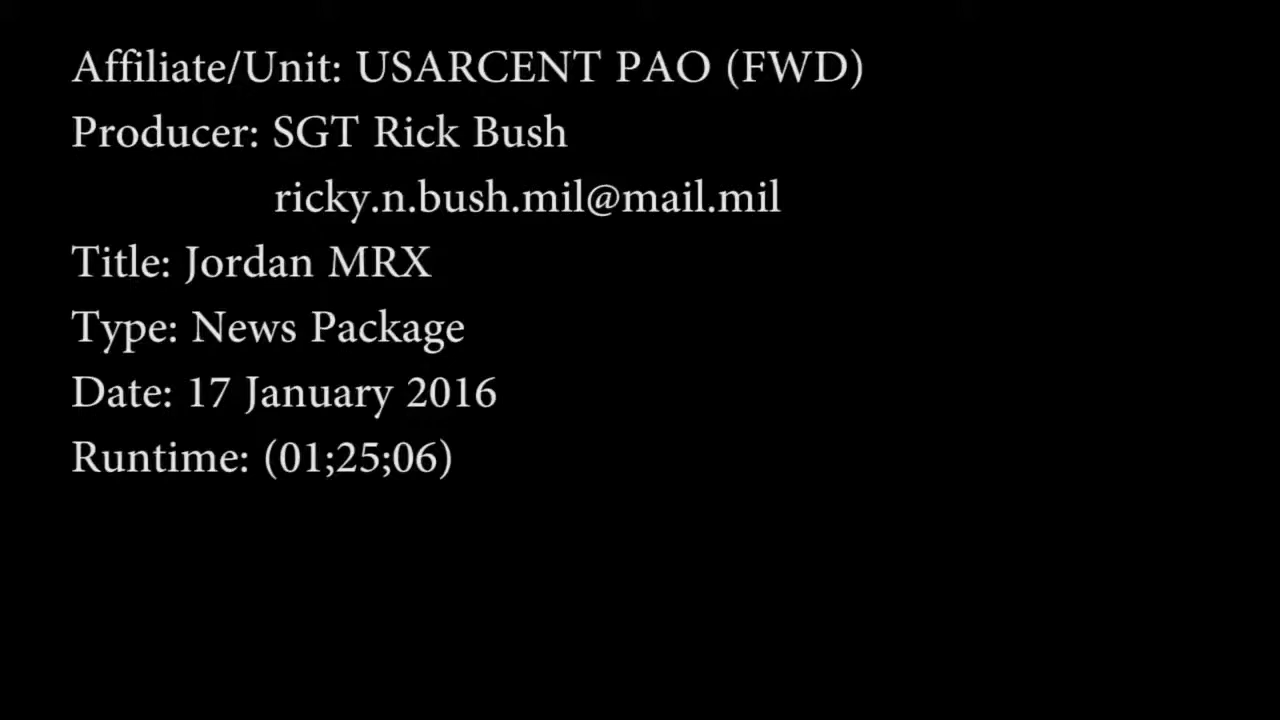 Affiliate/Unit: USARCENT PAO (FWD)
Producer: SGT Rick Bush
ricky.n.bush.mil@mail.mil
Title: Jordan MRX
Type: News Package
Date: 17 January 2016
Runtime: (01;25;06)